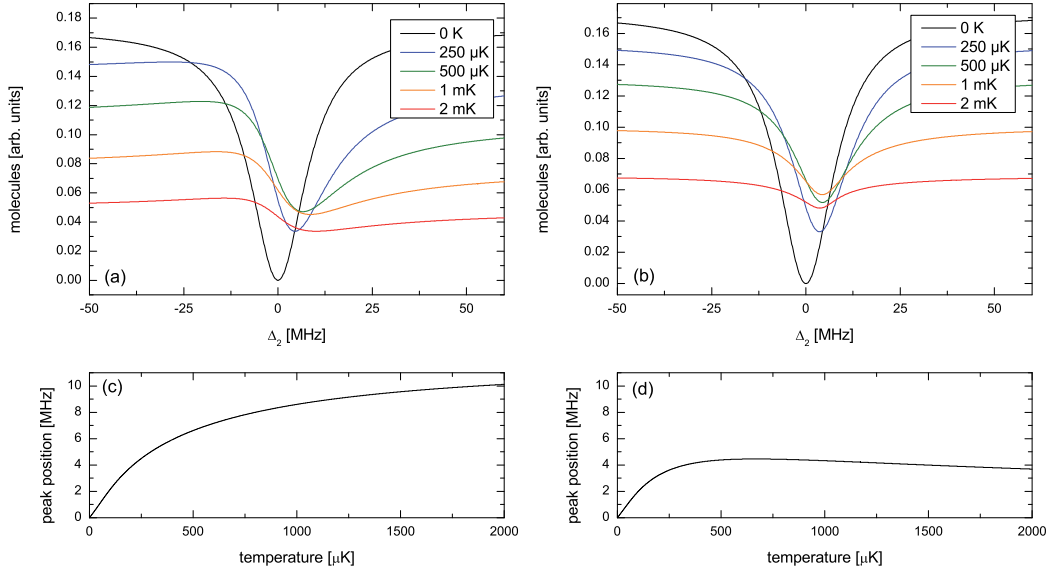 0.18
0.16
0.14
0.12
0.10
0.08
0.06
0.04
0.02
0.00
molecules [arb. units]
0 K
250 µK
500 µK
1 mK
2 mK
(a)
-50
-25
0
25
50
Δ2 [MHz]
0.18
0.16
0.14
0.12
0.10
0.08
0.06
0.04
0.02
0.00
molecules [arb. units]
0 K
250 µK
500 µK
1 mK
2 mK
(b)
-50
-25
0
25
50
Δ2 [MHz]
10
8
6
4
2
0
peak position [MHz]
(c)
0
500
1000
1500
2000
temperature [µK]
10
8
6
4
2
0
peak position [MHz]
(d)
0
500
1000
1500
2000
temperature [µK]